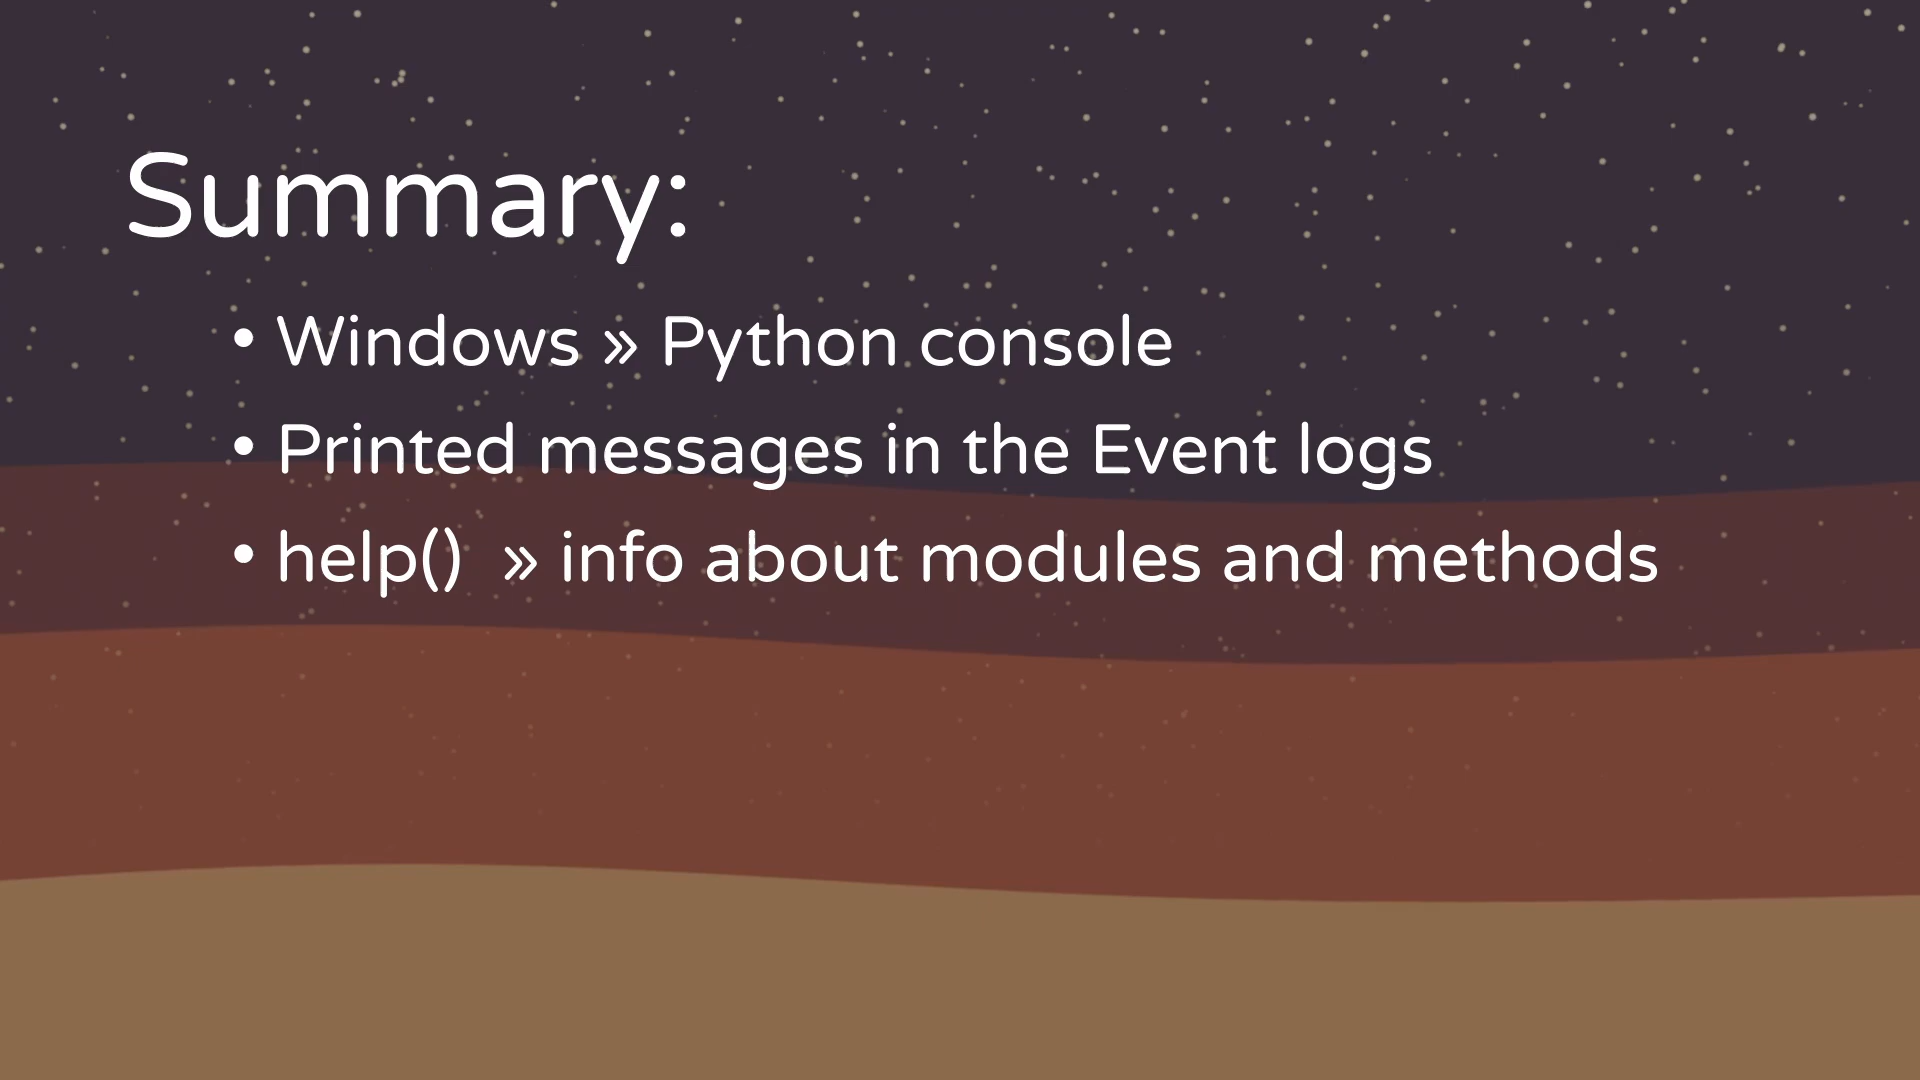 Summary:
• Windows » Python console
• Printed messages in the Event logs
• help()  » info about modules and methods